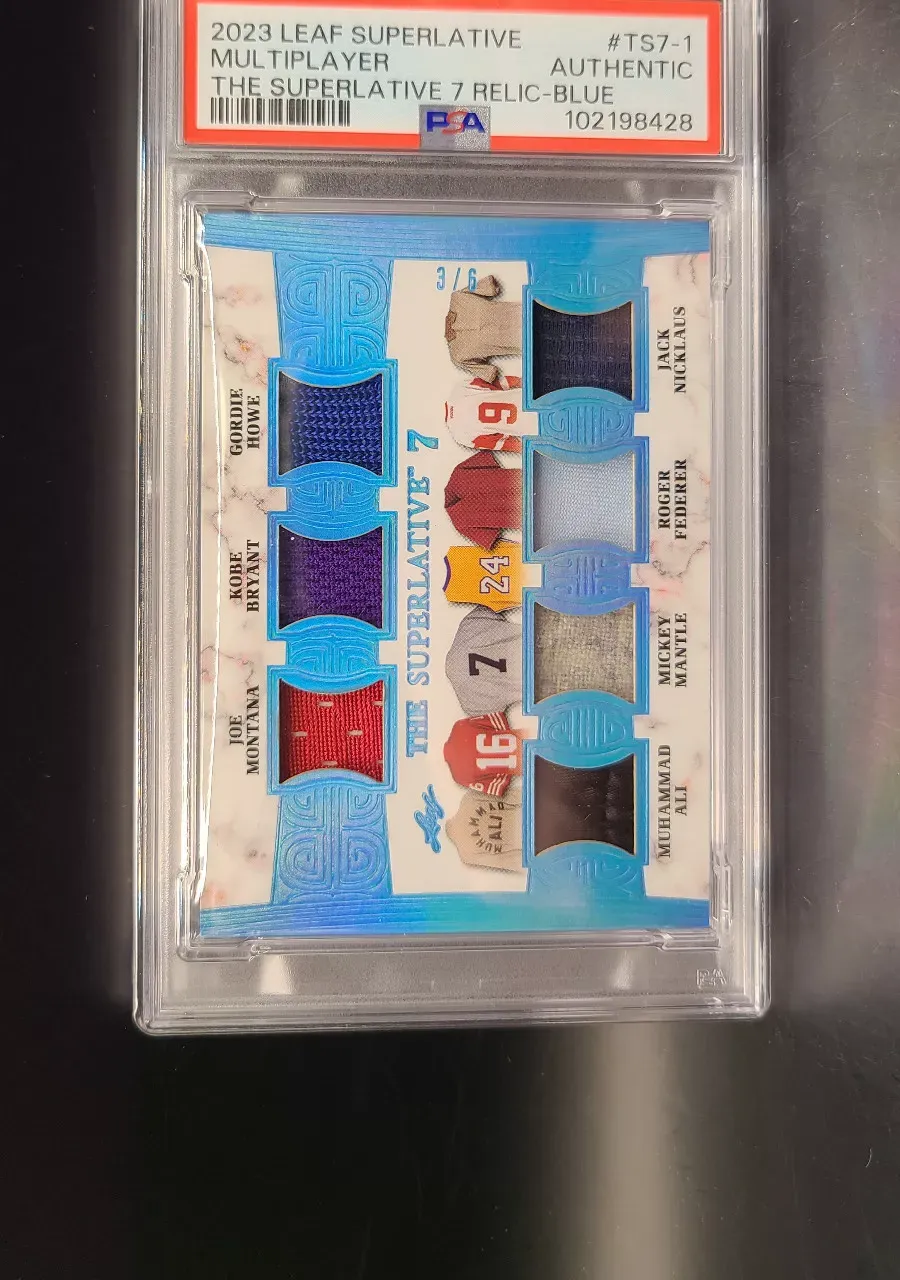 2023 LEAF SUPERLATIVE #TS7-1
MULTIPLAYER AUTHENTIC
THE SUPERLATIVE 7 RELIC-BLUE
PSA 102198428
3/6
GORDIE
HOWE
KOBE
BRYANT
JOE
MONTANA
THE SUPERLATIVE 7
Leaf
9
24
7
16
MUHAMMAD
ALI
JACK
NICKLAUS
ROGER
FEDERER
MICKEY
MANTLE
MUHAMMAD
ALI